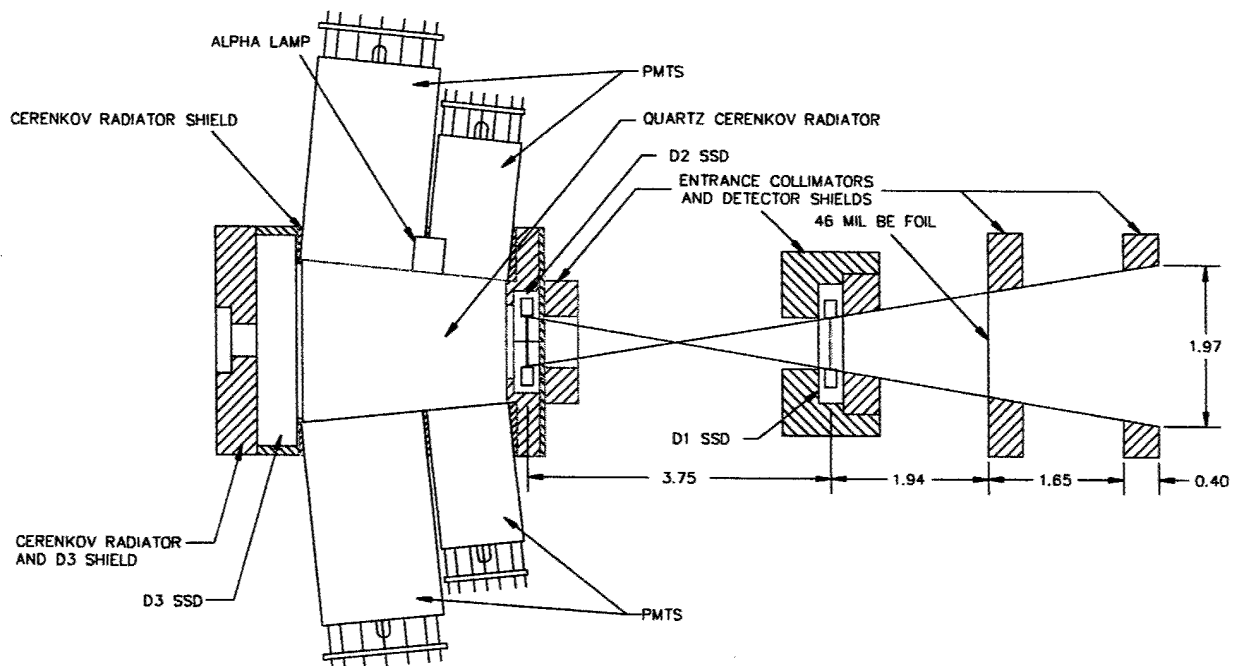 ALPHA LAMP
PMTS
CERENKOV RADIATOR SHIELD
QUARTZ CERENKOV RADIATOR
D2 SSD
ENTRANCE COLLIMATORS
AND DETECTOR SHIELDS
46 MIL BE FOIL
1.97
D1 SSD
3.75
1.94
1.65
0.40
CERENKOV RADIATOR
AND D3 SHIELD
D3 SSD
PMTS